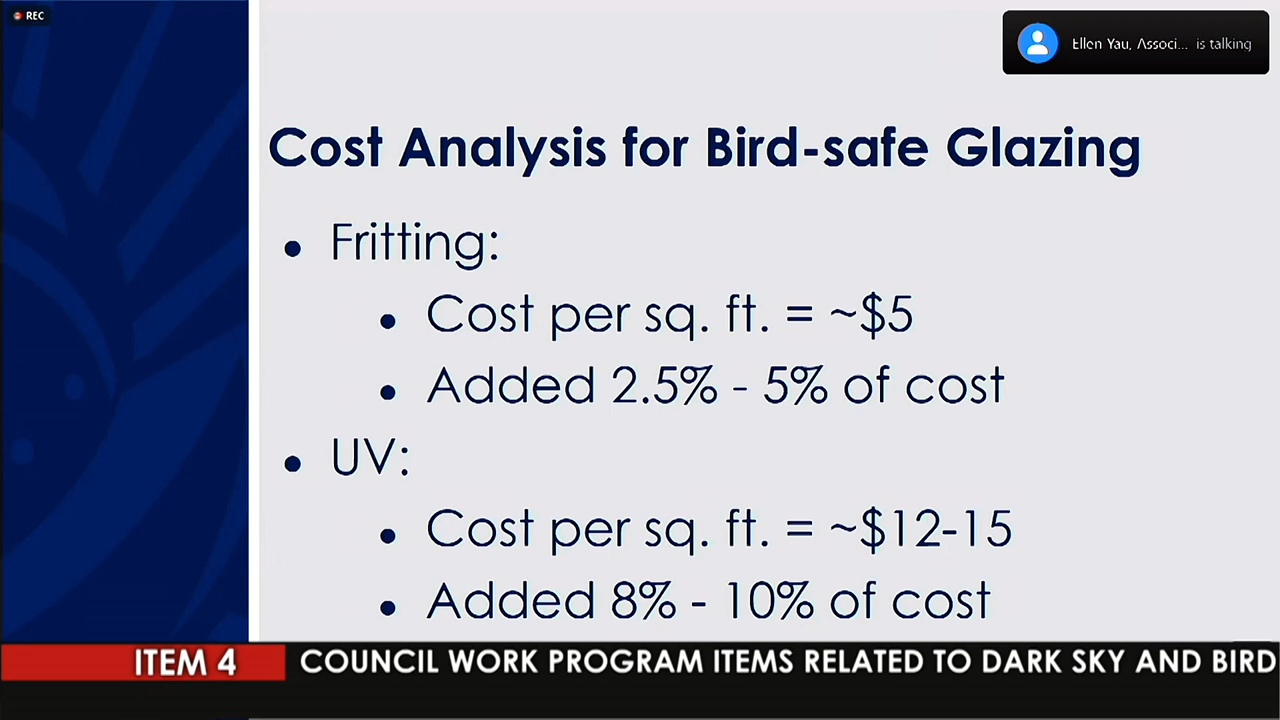 REC
Ellen Yau, Associ... is talking
Cost Analysis for Bird-safe Glazing
• Fritting:
• Cost per sq. ft. = ~$5
• Added 2.5% - 5% of cost
• UV:
• Cost per sq. ft. = ~$12-15
• Added 8% - 10% of cost
ITEM 4 COUNCIL WORK PROGRAM ITEMS RELATED TO DARK SKY AND BIRD